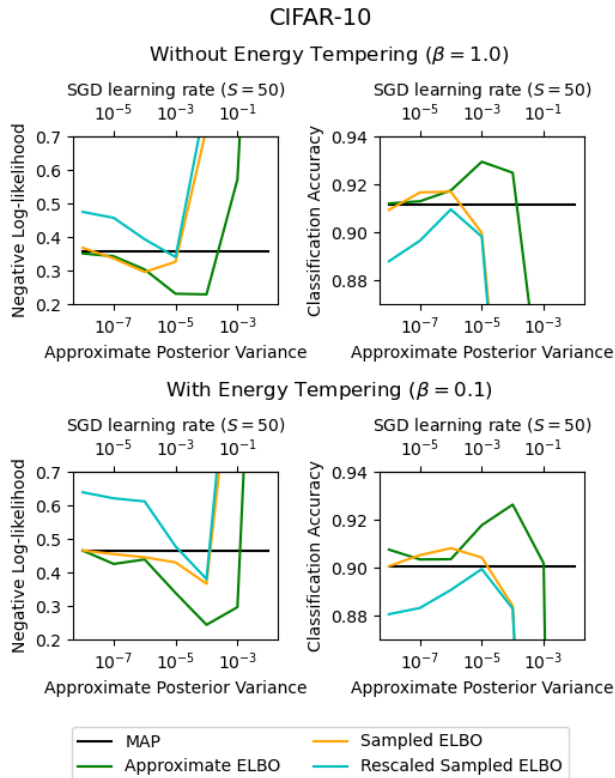 CIFAR-10
Without Energy Tempering (β = 1.0)
SGD learning rate (S = 50)
10⁻⁵ 10⁻³ 10⁻¹
Negative Log-likelihood
0.7
0.6
0.5
0.4
0.3
0.2
10⁻⁷ 10⁻⁵ 10⁻³
Approximate Posterior Variance
SGD learning rate (S = 50)
10⁻⁵ 10⁻³ 10⁻¹
Classification Accuracy
0.94
0.92
0.90
0.88
10⁻⁷ 10⁻⁵ 10⁻³
Approximate Posterior Variance
With Energy Tempering (β = 0.1)
SGD learning rate (S = 50)
10⁻⁵ 10⁻³ 10⁻¹
Negative Log-likelihood
0.7
0.6
0.5
0.4
0.3
0.2
10⁻⁷ 10⁻⁵ 10⁻³
Approximate Posterior Variance
SGD learning rate (S = 50)
10⁻⁵ 10⁻³ 10⁻¹
Classification Accuracy
0.94
0.92
0.90
0.88
10⁻⁷ 10⁻⁵ 10⁻³
Approximate Posterior Variance
MAP
Approximate ELBO
Sampled ELBO
Rescaled Sampled ELBO